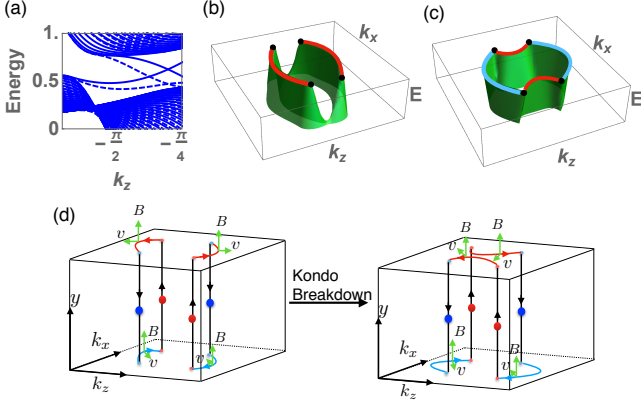 (a)
Energy
1.
0.5
0
-π/2
-π/4
k_z
(b)
k_x
E
k_z
(c)
k_x
E
k_z
(d)
B
v
B
v
y
k_x
k_z
B
v
B
v
Kondo
Breakdown
B
B
v
v
y
k_x
k_z
B
v
B
v